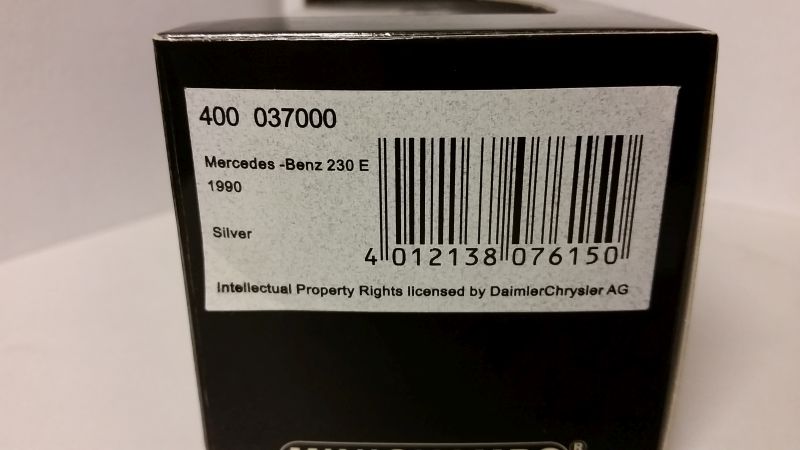 400 037000
Mercedes -Benz 230 E
1990
Silver
4 012138 076150
Intellectual Property Rights licensed by DaimlerChrysler AG